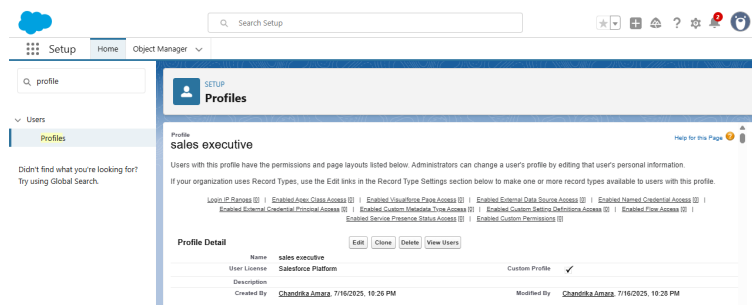 Search Setup
2
Setup Home Object Manager
profile
Users
Profiles
Didn't find what you're looking for?
Try using Global Search.
SETUP
Profiles
Profile
sales executive
Help for this Page
Users with this profile have the permissions and page layouts listed below. Administrators can change a user's profile by editing that user's personal information.
If your organization uses Record Types, use the Edit links in the Record Type Settings section below to make one or more record types available to users with this profile.
Login IP Ranges [0] | Enabled Apex Class Access [0] | Enabled Visualforce Page Access [0] | Enabled External Data Source Access [0] | Enabled Named Credential Access [0] |
Enabled External Credential Principal Access [0] | Enabled Custom Metadata Type Access [0] | Enabled Custom Setting Definitions Access [0] | Enabled Flow Access [0] |
Enabled Service Presence Status Access [0] | Enabled Custom Permissions [0]
Profile Detail Edit Clone Delete View Users
Name sales executive
User License Salesforce Platform Custom Profile
Description
Created By Chandrika Amara, 7/16/2025, 10:26 PM Modified By Chandrika Amara, 7/16/2025, 10:28 PM